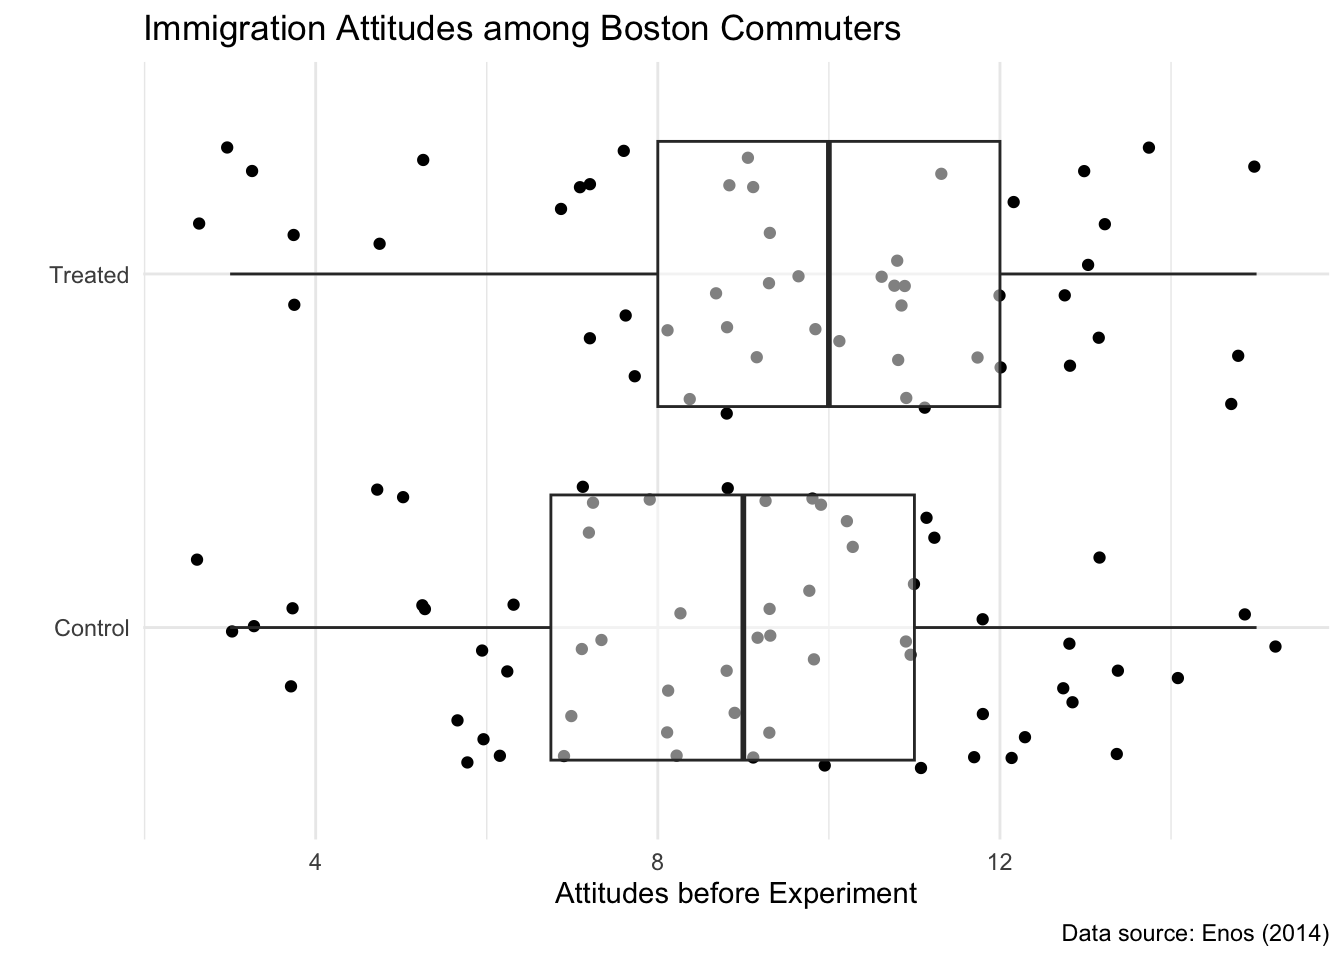 Immigration Attitudes among Boston Commuters
Treated
Control
4 8 12
Attitudes before Experiment
Data source: Enos (2014)